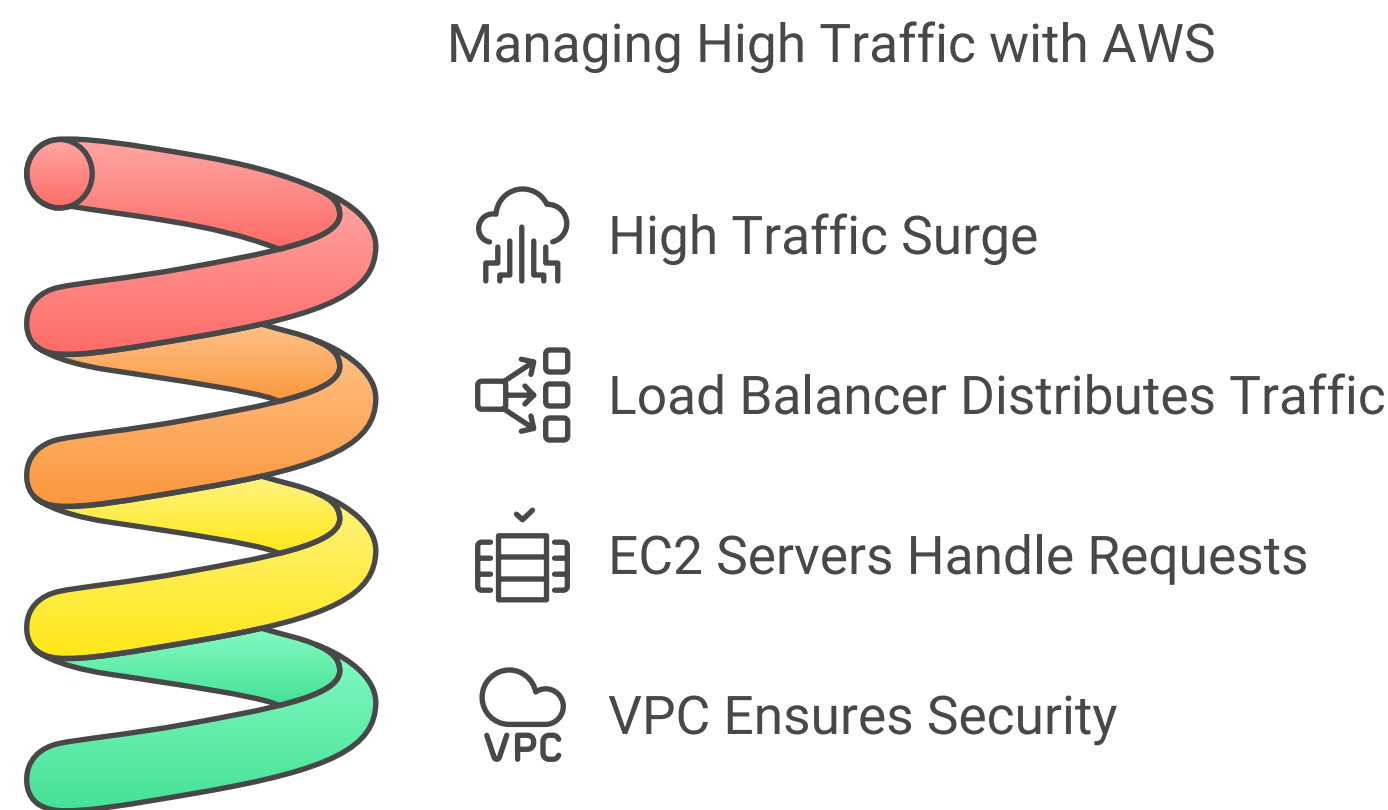 Managing High Traffic with AWS
High Traffic Surge
Load Balancer Distributes Traffic
EC2 Servers Handle Requests
VPC
VPC Ensures Security